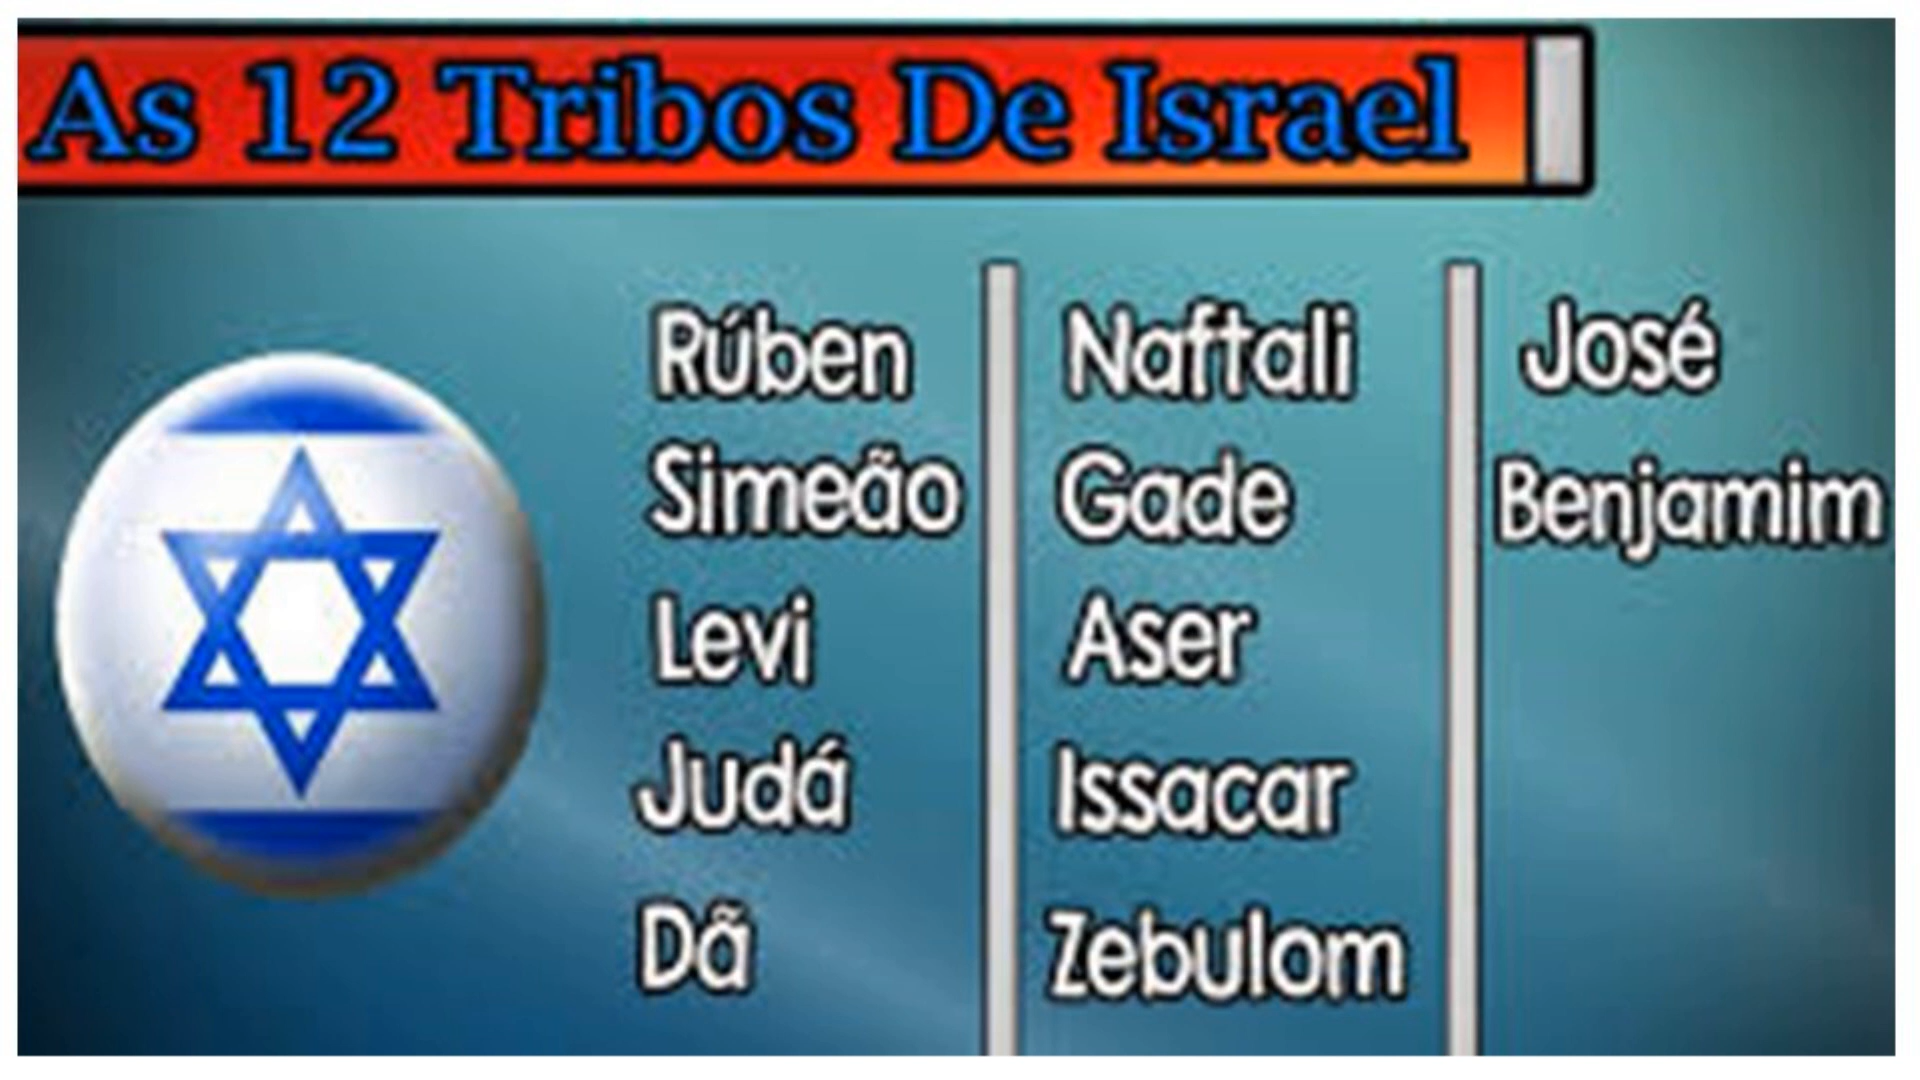 As 12 Tribos De Israel
Rúben
Simeão
Levi
Judá
Dã
Naftali
Gade
Aser
Issacar
Zebulom
José
Benjamim